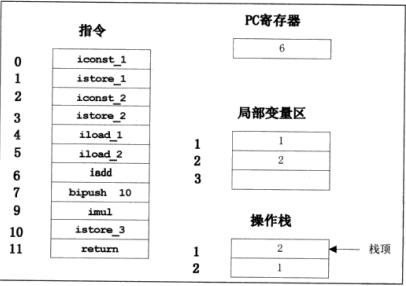 指令
0 iconst_1
1 istore_1
2 iconst_2
3 istore_2
4 iload_1
5 iload_2
6 iadd
7 bipush 10
9 imul
10 istore_3
11 return
PC寄存器
6
局部变量区
1 1
2 2
3
操作栈
1 2 栈顶
2 1